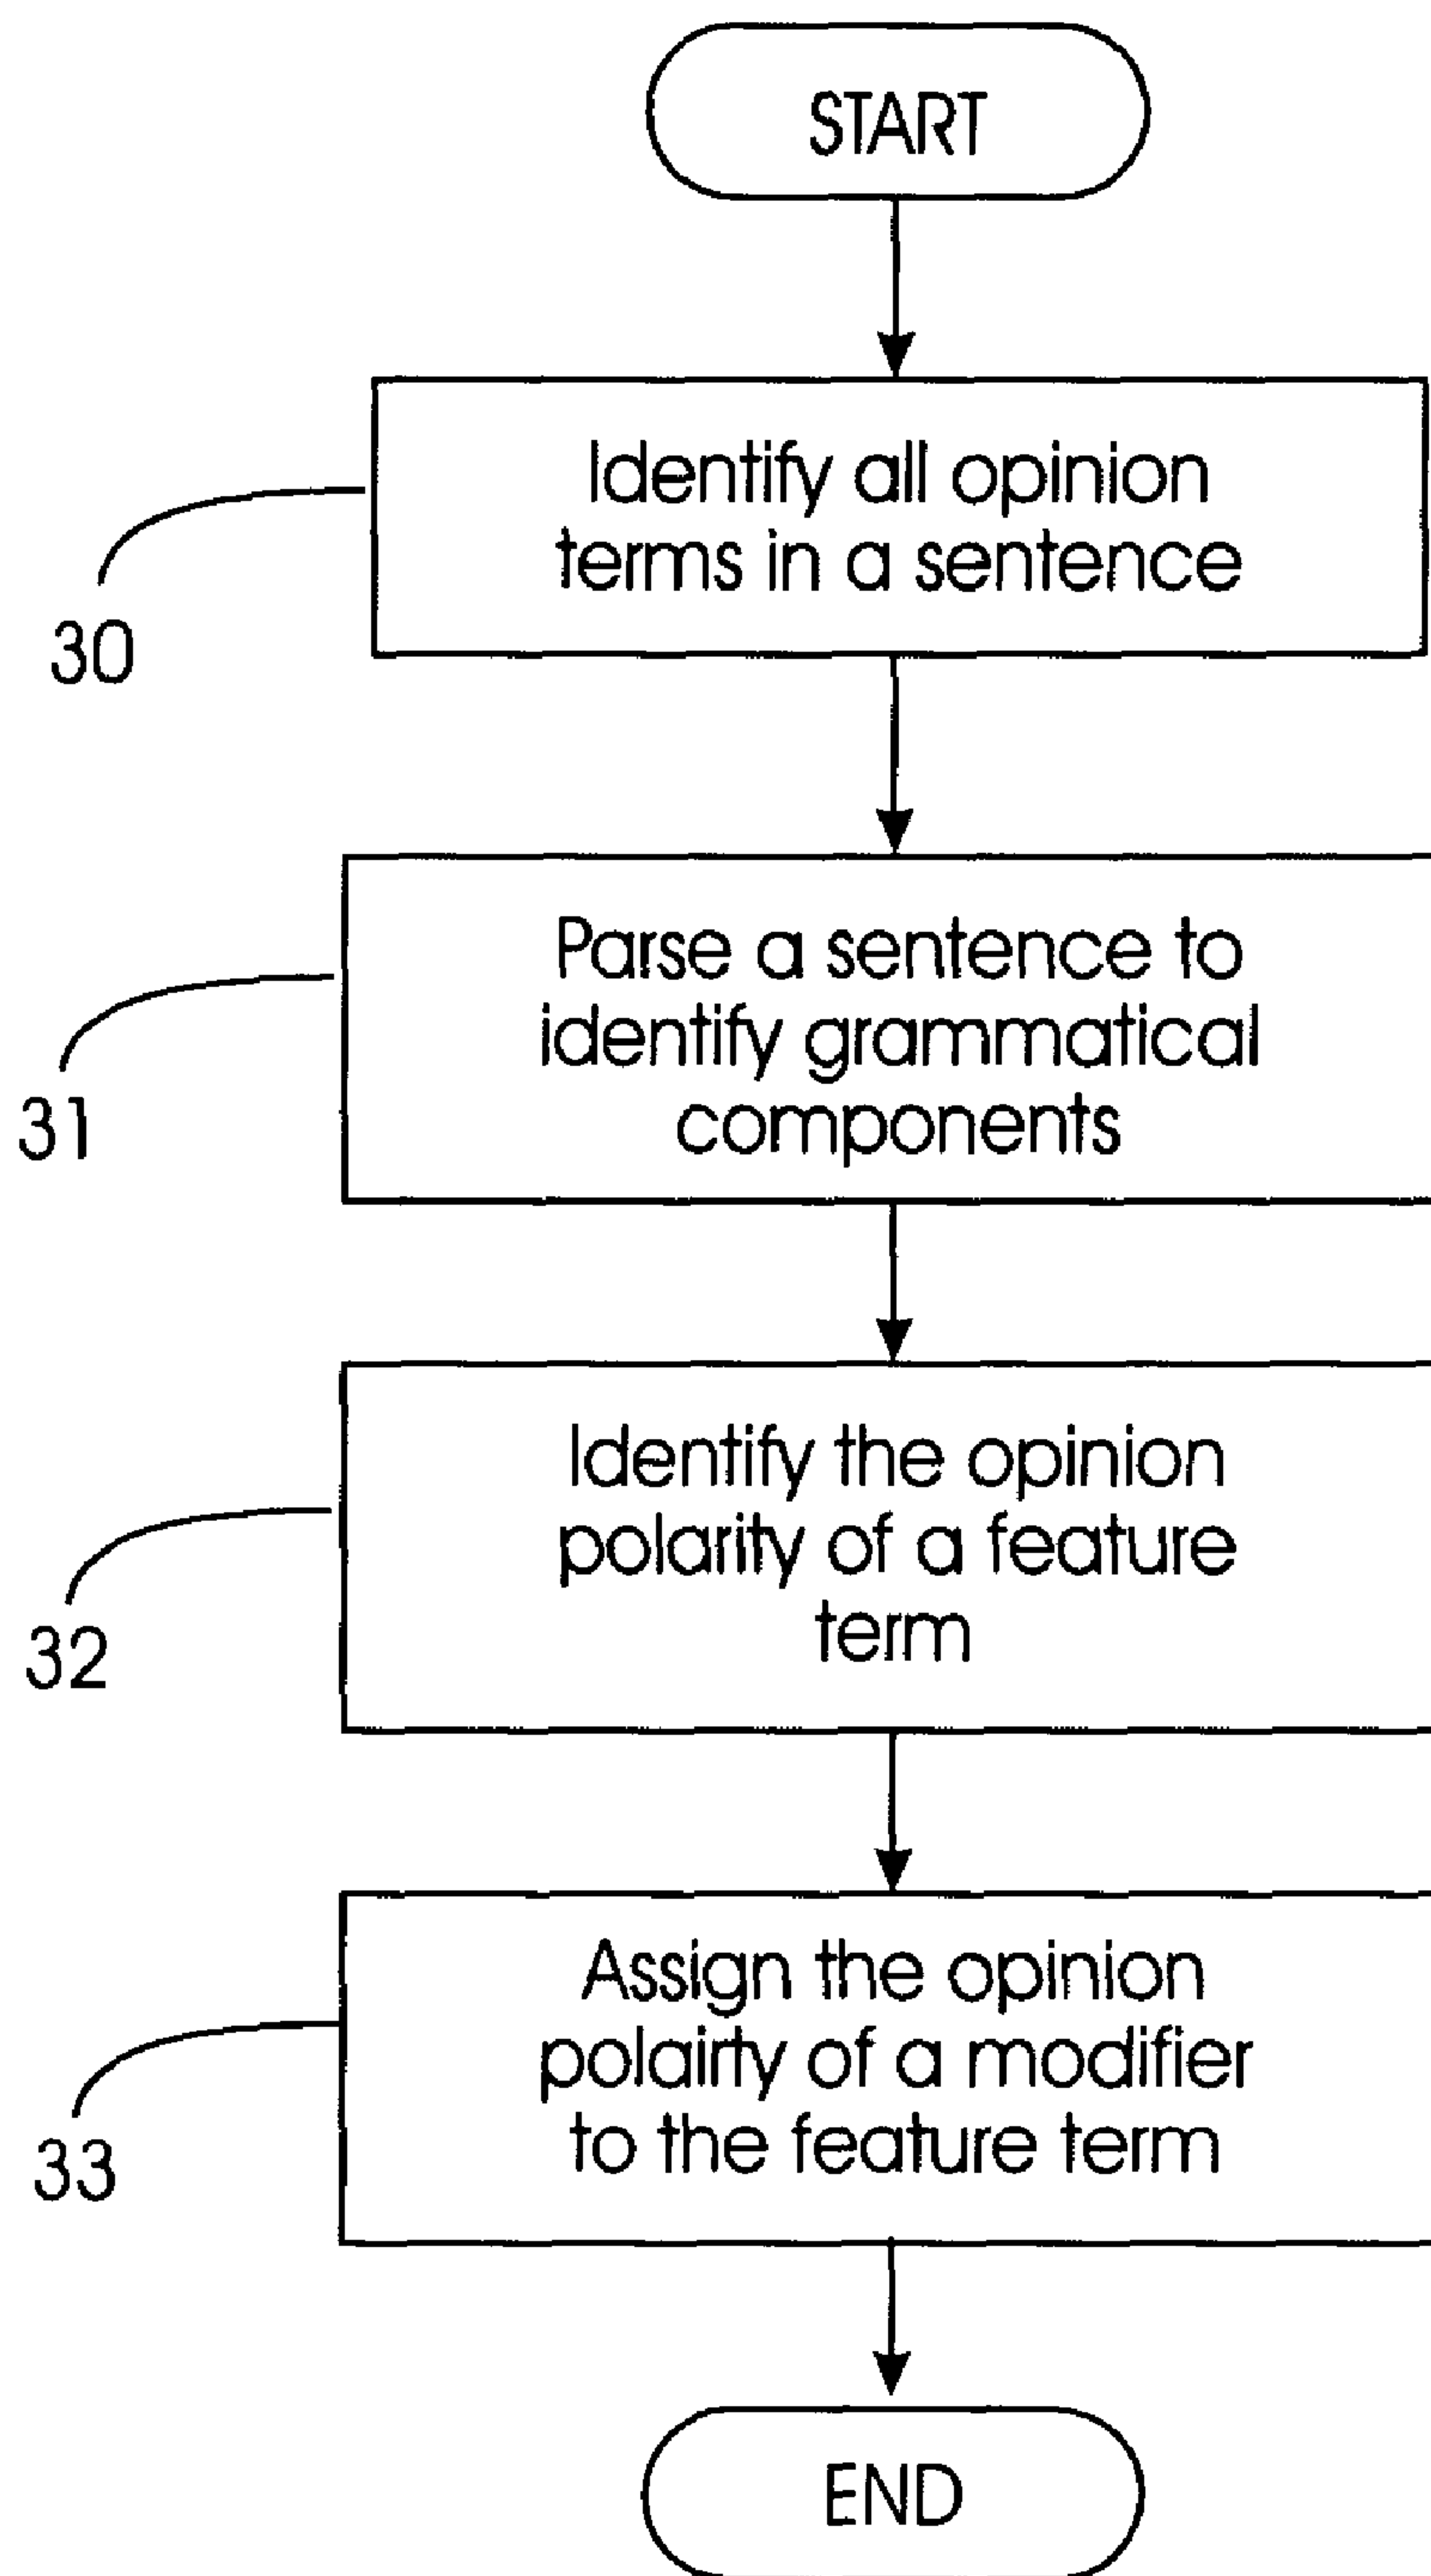 START
Identify all opinion
terms in a sentence
30
Parse a sentence to
identify grammatical
components
31
Identify the opinion
polarity of a feature
term
32
Assign the opinion
polairty of a modifier
to the feature term
33
END